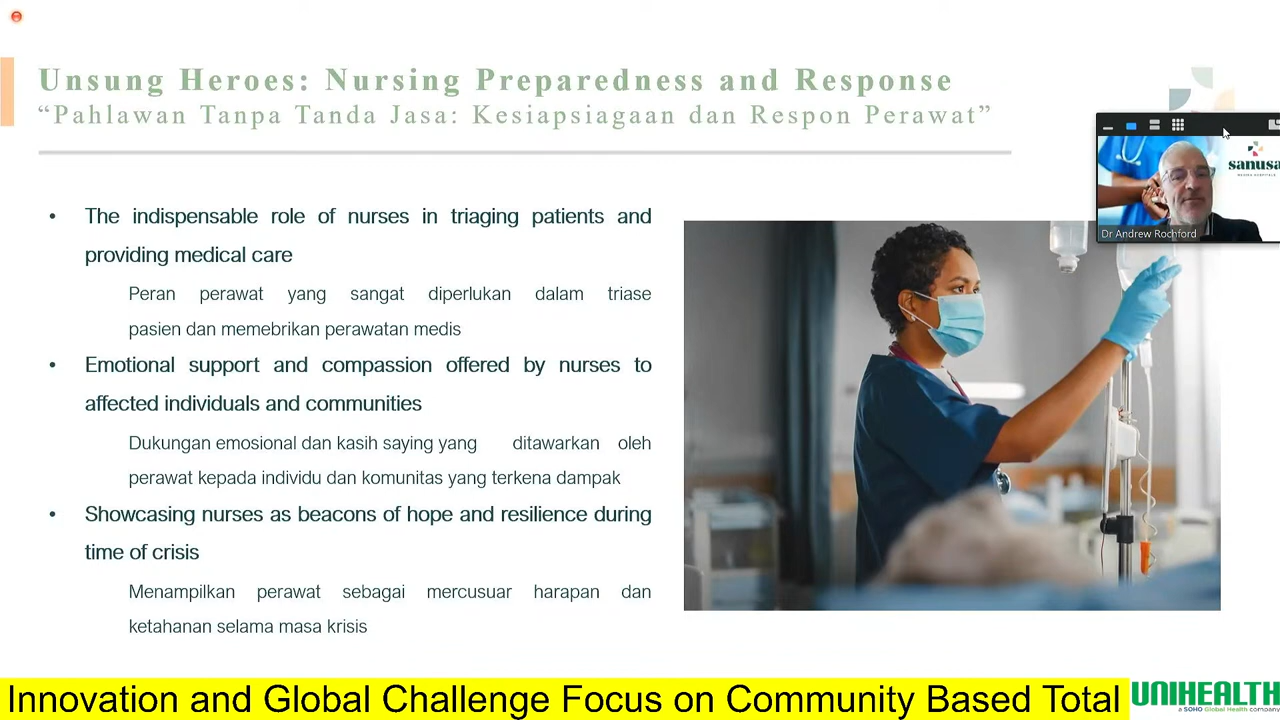 Unsung Heroes: Nursing Preparedness and Response
“Pahlawan Tanpa Tanda Jasa: Kesiapsiagaan dan Respon Perawat”
sanusa
Dr Andrew Rochford
• The indispensable role of nurses in triaging patients and
providing medical care
Peran perawat yang sangat diperlukan dalam triase
pasien dan memebrikan perawatan medis
• Emotional support and compassion offered by nurses to
affected individuals and communities
Dukungan emosional dan kasih saying yang ditawarkan oleh
perawat kepada individu dan komunitas yang terkena dampak
• Showcasing nurses as beacons of hope and resilience during
time of crisis
Menampilkan perawat sebagai mercusuar harapan dan
ketahanan selama masa krisis
Innovation and Global Challenge Focus on Community Based Total
UNIHEALTH
a SOHO Global Health company